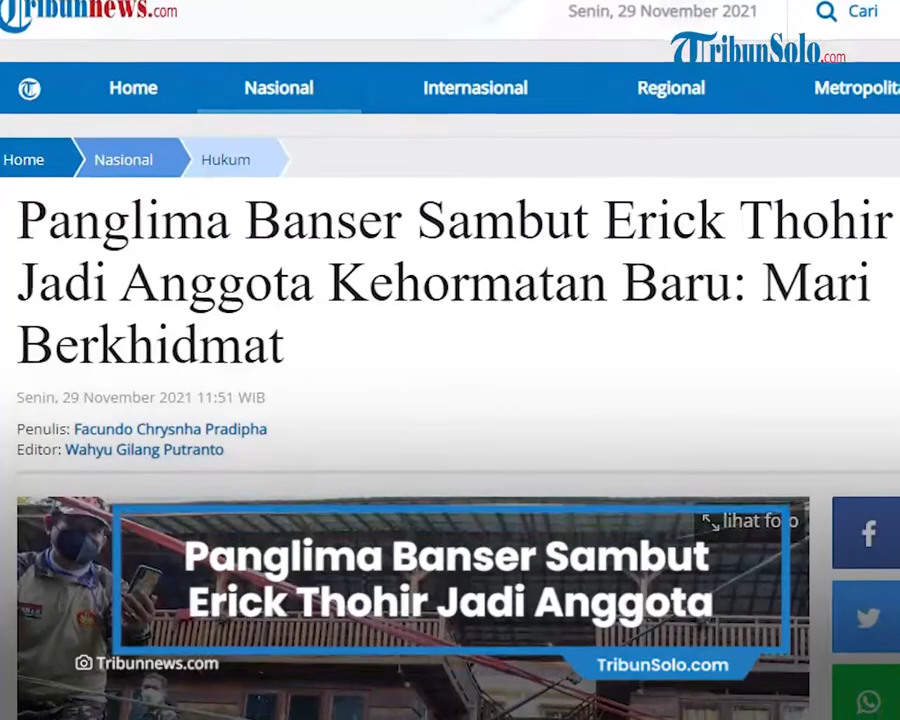 Tribunnews.com
Senin, 29 November 2021
Cari
TribunSolo.com
Home
Nasional
Internasional
Regional
Metropolita
Home
Nasional
Hukum
Panglima Banser Sambut Erick Thohir
Jadi Anggota Kehormatan Baru: Mari
Berkhidmat
Senin, 29 November 2021 11:51 WIB
Penulis: Facundo Chrysnha Pradipha
Editor: Wahyu Gilang Putranto
lihat foto
Panglima Banser Sambut
Erick Thohir Jadi Anggota
Tribunnews.com
TribunSolo.com